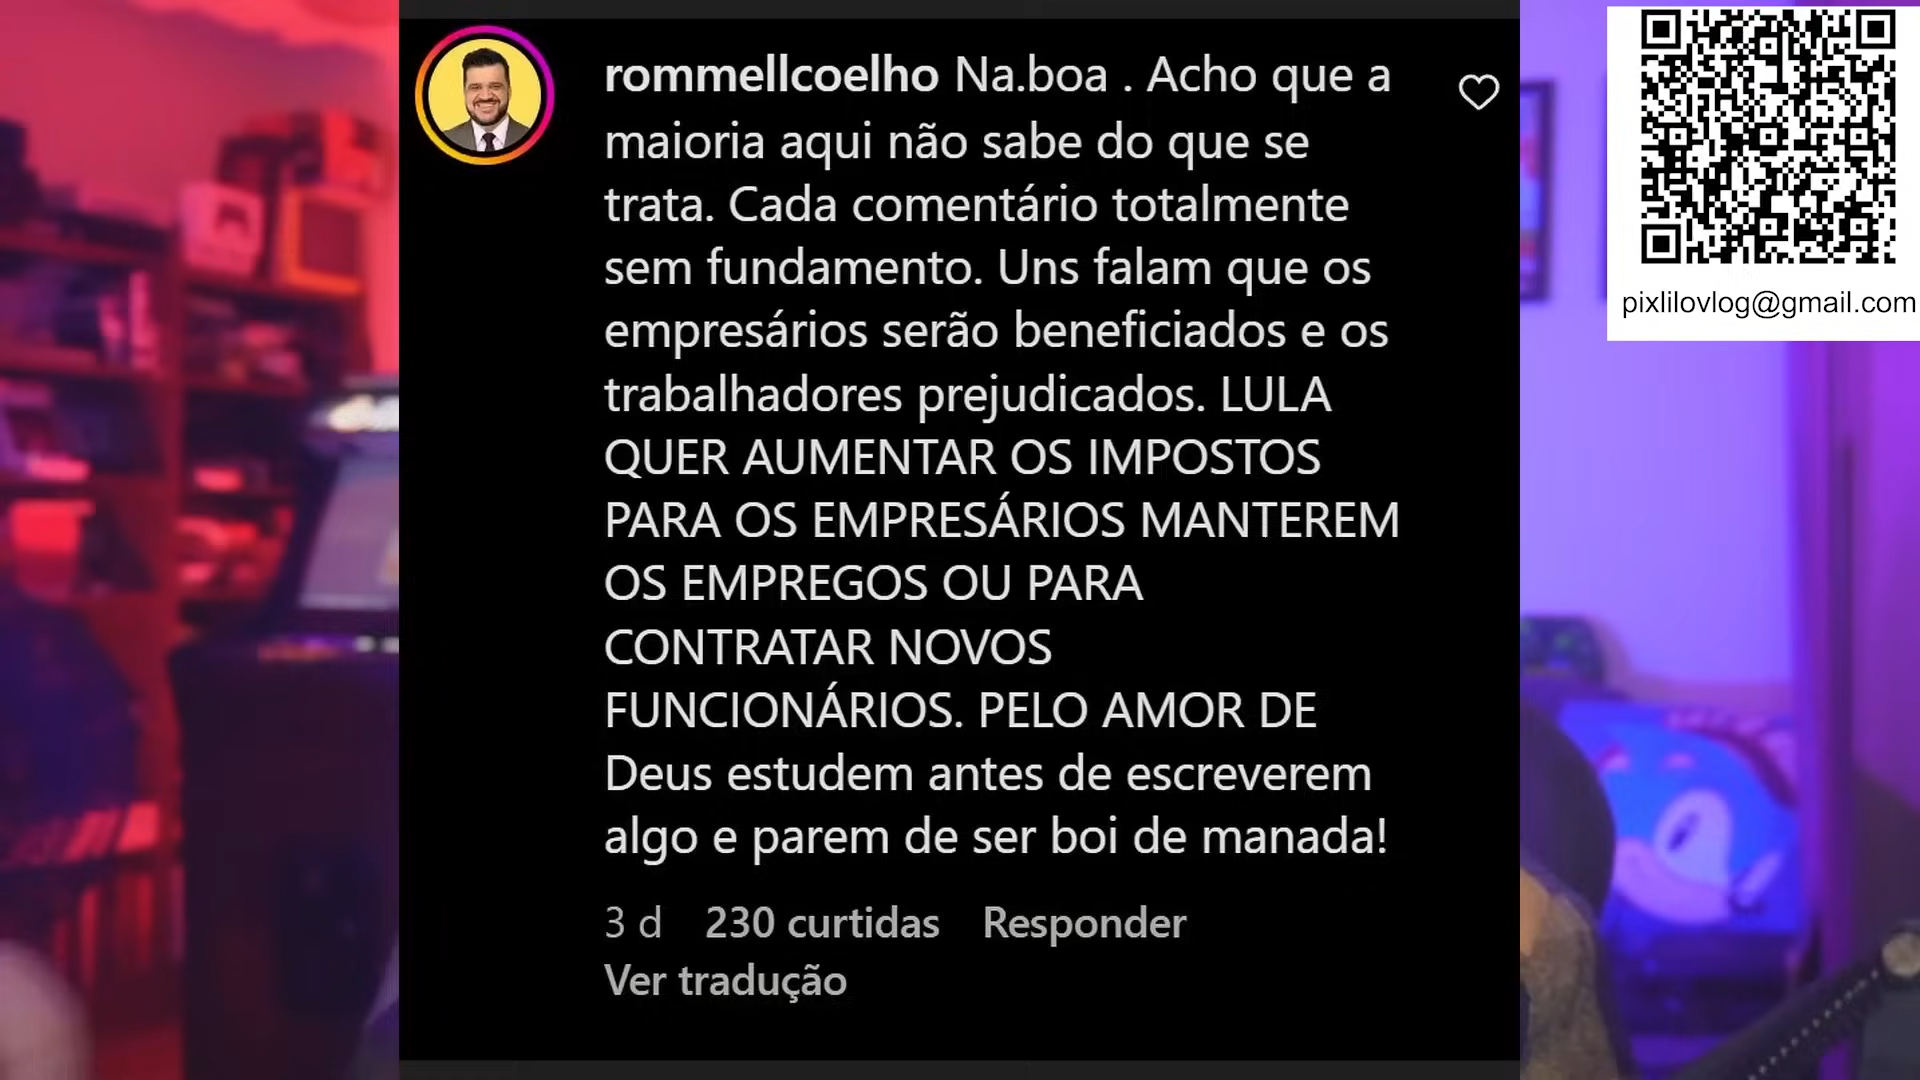 rommellcoelho Na.boa . Acho que a
maioria aqui não sabe do que se
trata. Cada comentário totalmente
sem fundamento. Uns falam que os
empresários serão beneficiados e os
trabalhadores prejudicados. LULA
QUER AUMENTAR OS IMPOSTOS
PARA OS EMPRESÁRIOS MANTEREM
OS EMPREGOS OU PARA
CONTRATAR NOVOS
FUNCIONÁRIOS. PELO AMOR DE
Deus estudem antes de escreverem
algo e parem de ser boi de manada!
3 d 230 curtidas Responder
Ver tradução
pixlilovlog@gmail.com